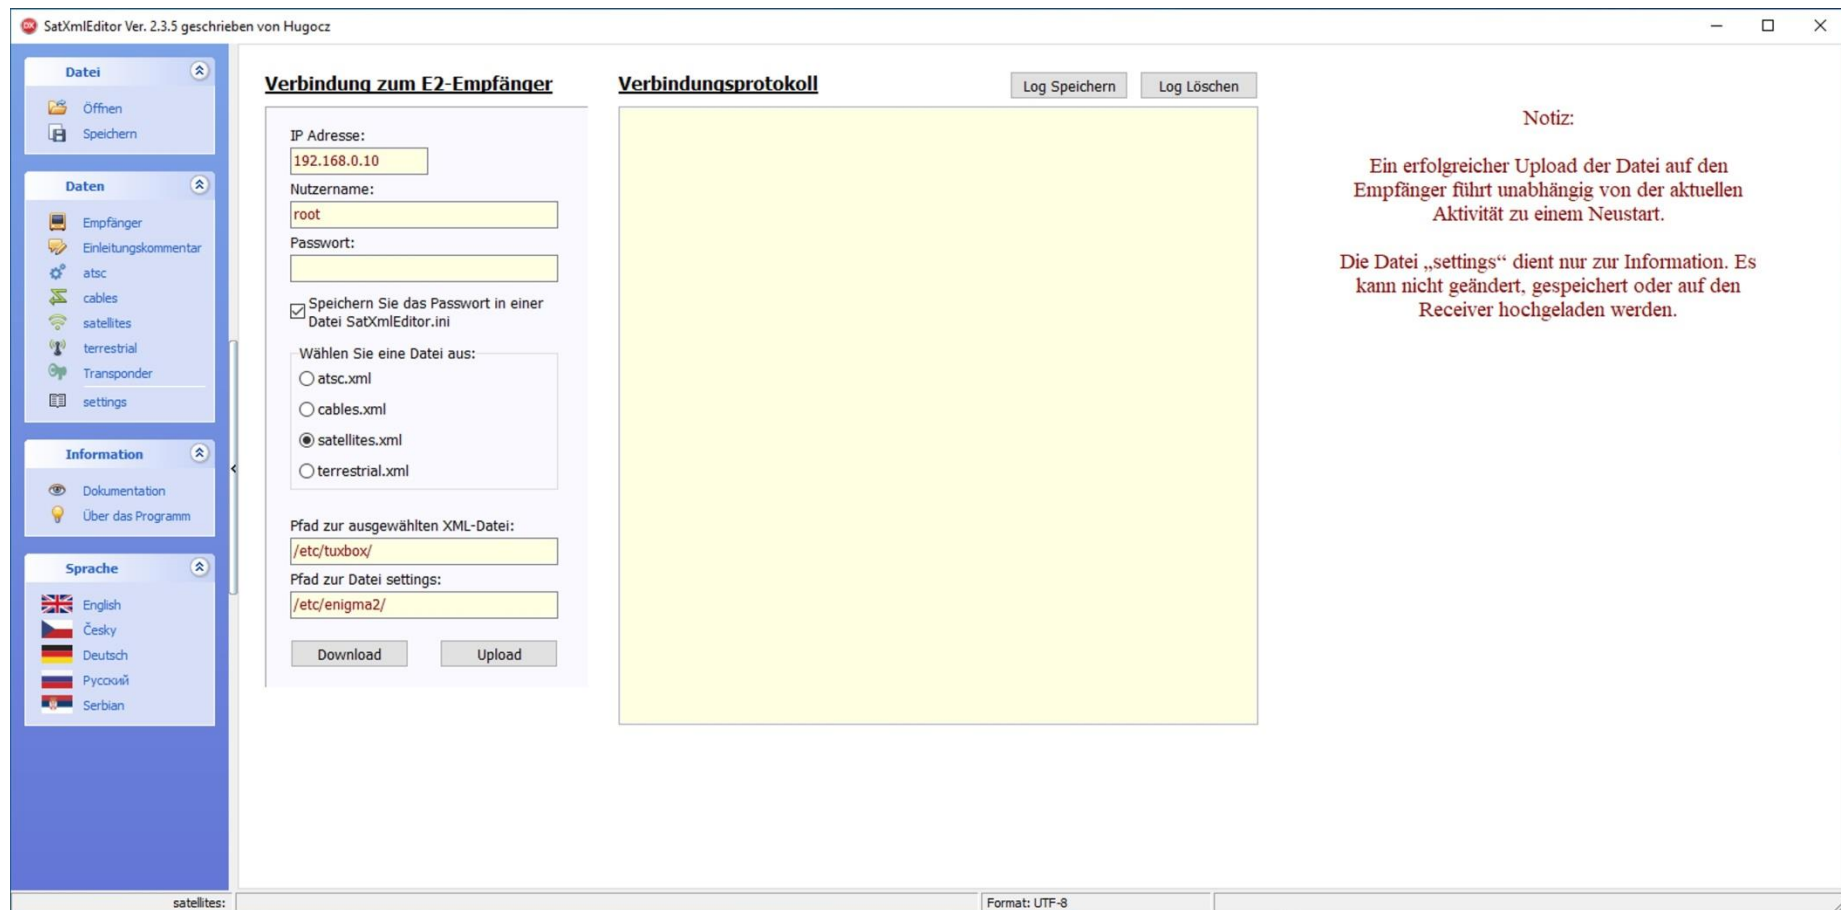 SatXmlEditor Ver. 2.3.5 geschrieben von Hugocz
Datei
Öffnen
Speichern
Daten
Empfänger
Einleitungskommentar
atsc
cables
satellites
terrestrial
Transponder
settings
Information
Dokumentation
Über das Programm
Sprache
English
Česky
Deutsch
Русский
Serbian
Verbindung zum E2-Empfänger
IP Adresse:
192.168.0.10
Nutzername:
root
Passwort:
Speichern Sie das Passwort in einer
Datei SatXmlEditor.ini
Wählen Sie eine Datei aus:
atsc.xml
cables.xml
satellites.xml
terrestrial.xml
Pfad zur ausgewählten XML-Datei:
/etc/tuxbox/
Pfad zur Datei settings:
/etc/enigma2/
Download Upload
Verbindungsprotokoll
Log Speichern Log Löschen
Notiz:
Ein erfolgreicher Upload der Datei auf den
Empfänger führt unabhängig von der aktuellen
Aktivität zu einem Neustart.
Die Datei „settings“ dient nur zur Information. Es
kann nicht geändert, gespeichert oder auf den
Receiver hochgeladen werden.
satellites: Format: UTF-8